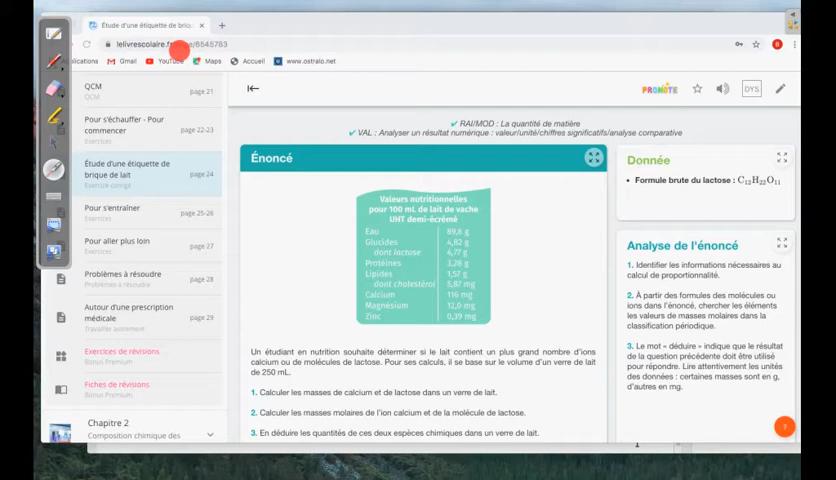 Étude d'une étiquette de briq
lelivrescolaire.fr 6545783
Applications
Gmail
YouTube
Maps
Accueil
www.ostralo.net
PROMOTE
DYS
QCM
QCM
page 21
Pour s'échauffer - Pour
commencer
Exercices
page 22-23
Étude d'une étiquette de
brique de lait
Exercice corrigé
page 24
Pour s'entraîner
Exercices
page 25-26
Pour aller plus loin
Exercices
page 27
Problèmes à résoudre
Problèmes à résoudre
page 28
Autour d'une prescription
médicale
Travailler autrement
page 29
Exercices de révisions
Bonus Premium
Fiches de révisions
Bonus Premium
Chapitre 2
Composition chimique des
✔ RAI/MOD : La quantité de matière
✔ VAL : Analyser un résultat numérique : valeur/unité/chiffres significatifs/analyse comparative
Énoncé
Valeurs nutritionnelles
pour 100 mL de lait de vache
UHT demi-écrémé
Eau 89,6 g
Glucides 4,82 g
dont lactose 4,77 g
Protéines 3,28 g
Lipides 1,57 g
dont cholestérol 5,87 mg
Calcium 116 mg
Magnésium 12,0 mg
Zinc 0,39 mg
Un étudiant en nutrition souhaite déterminer si le lait contient un plus grand nombre d'ions
calcium ou de molécules de lactose. Pour ses calculs, il se base sur le volume d'un verre de lait
de 250 mL.
1. Calculer les masses de calcium et de lactose dans un verre de lait.
2. Calculer les masses molaires de l'ion calcium et de la molécule de lactose.
3. En déduire les quantités de ces deux espèces chimiques dans un verre de lait.
Donnée
• Formule brute du lactose : C₁₂H₂₂O₁₁
Analyse de l'énoncé
1. Identifier les informations nécessaires au
calcul de proportionnalité.
2. À partir des formules des molécules ou
ions dans l'énoncé, chercher les éléments
les valeurs de masses molaires dans la
classification périodique.
3. Le mot « déduire » indique que le résultat
de la question précédente doit être utilisé
pour répondre. Lire attentivement les unités
des données : certaines masses sont en g,
d'autres en mg.